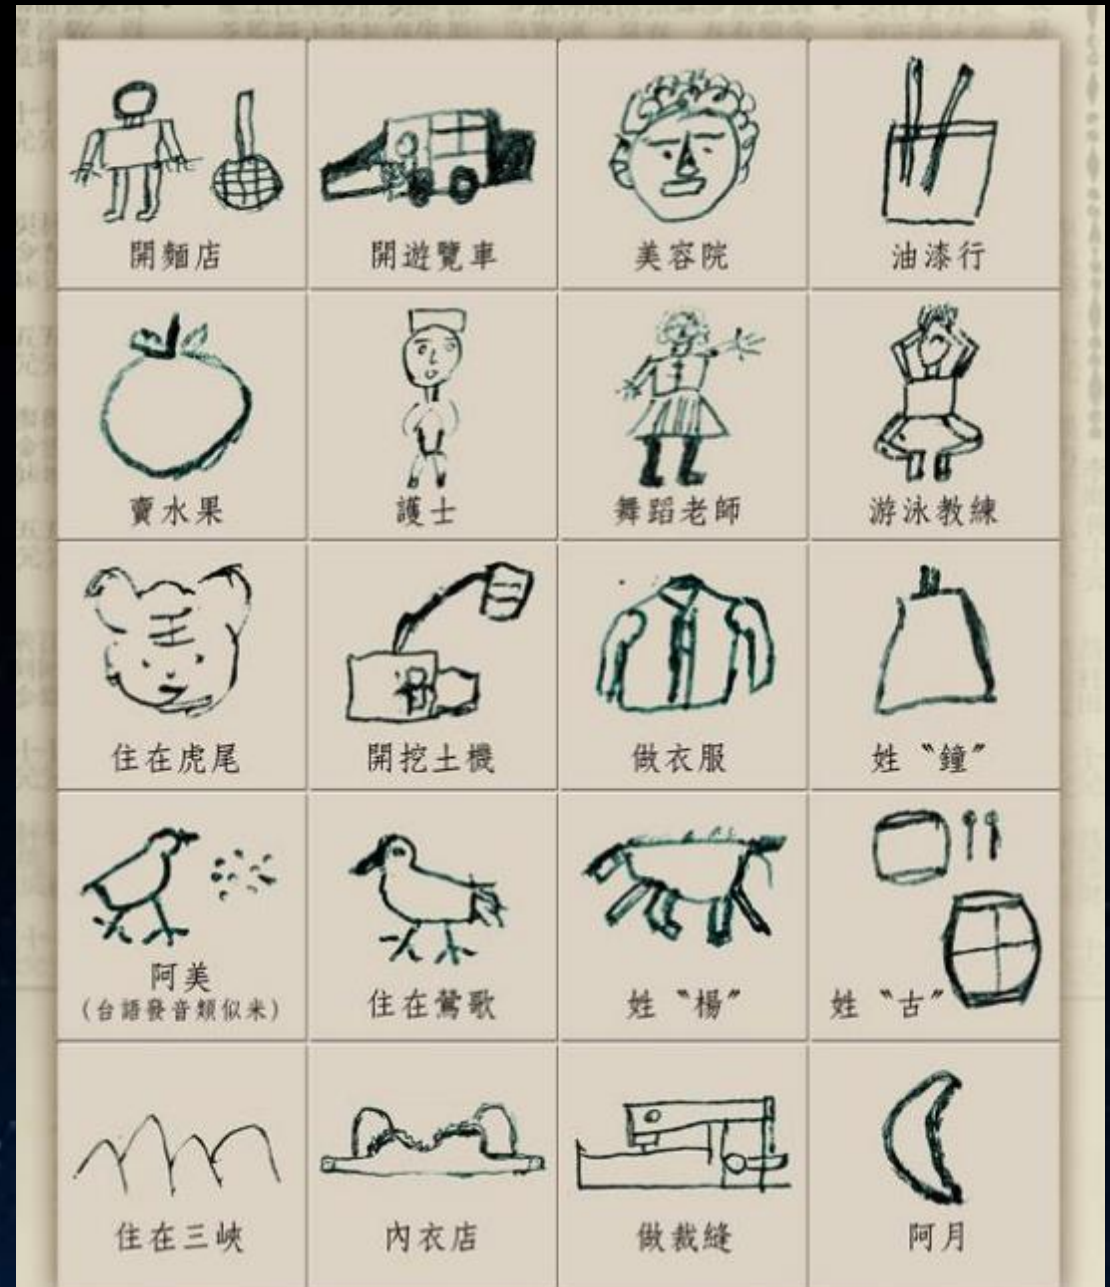 開麵店
開遊覽車
美容院
油漆行
賣水果
護士
舞蹈老師
游泳教練
住在虎尾
開挖土機
做衣服
姓〝鐘〞
阿美
(台語發音類似米)
住在鶯歌
姓〝楊〞
姓〝古〞
住在三峽
內衣店
做裁縫
阿月